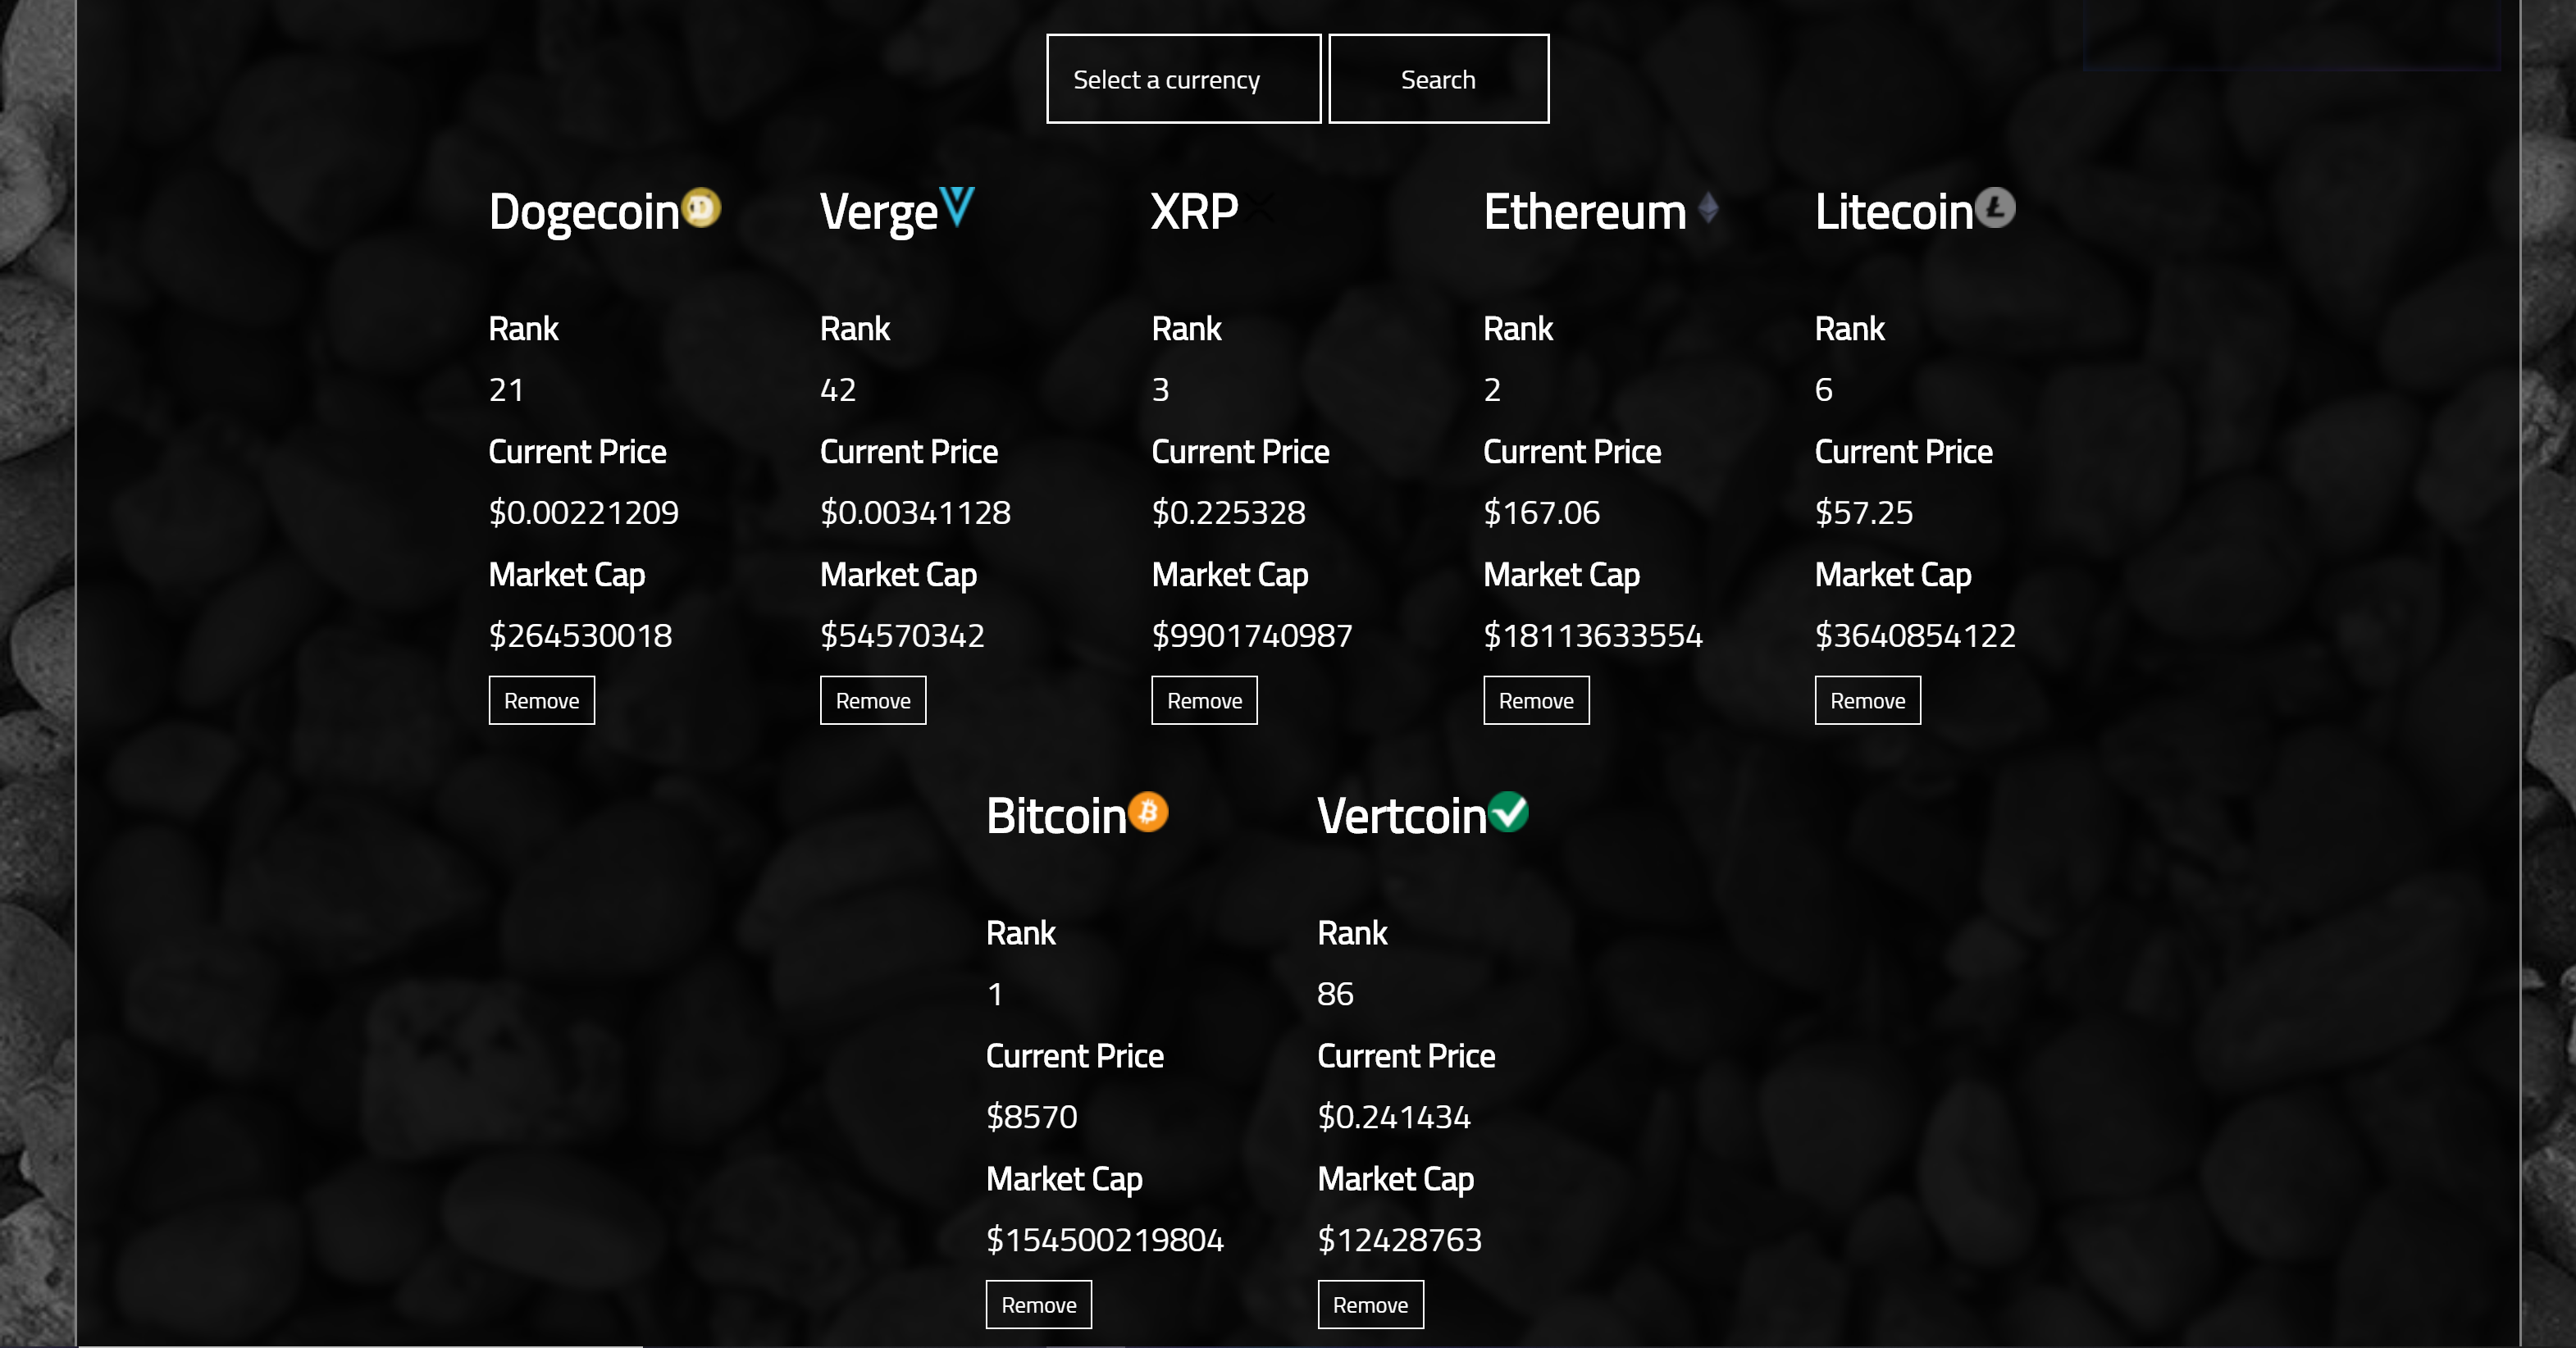 Select a currency
Search
Dogecoin
Rank
21
Current Price
$0.00221209
Market Cap
$264530018
Remove
Verge
Rank
42
Current Price
$0.00341128
Market Cap
$54570342
Remove
XRP
Rank
3
Current Price
$0.225328
Market Cap
$9901740987
Remove
Ethereum
Rank
2
Current Price
$167.06
Market Cap
$18113633554
Remove
Litecoin
Rank
6
Current Price
$57.25
Market Cap
$3640854122
Remove
Bitcoin
Rank
1
Current Price
$8570
Market Cap
$154500219804
Remove
Vertcoin
Rank
86
Current Price
$0.241434
Market Cap
$12428763
Remove